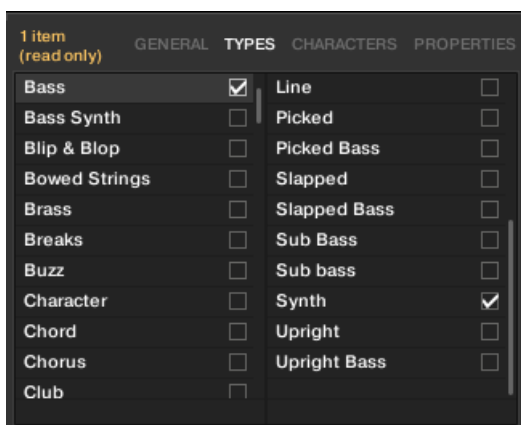 1 item
(read only)
GENERAL TYPES CHARACTERS PROPERTIES
Bass
Bass Synth
Blip & Blop
Bowed Strings
Brass
Breaks
Buzz
Character
Chord
Chorus
Club
Line
Picked
Picked Bass
Slapped
Slapped Bass
Sub Bass
Sub bass
Synth
Upright
Upright Bass